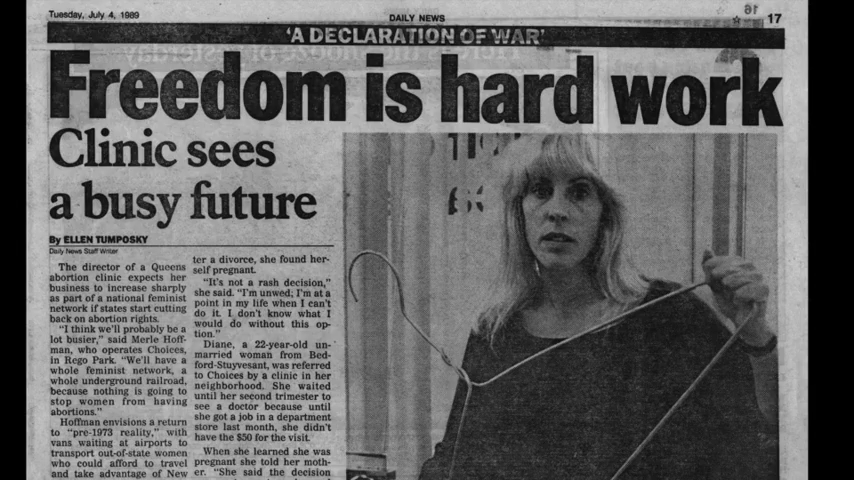 Tuesday, July 4, 1989
DAILY NEWS
17
'A DECLARATION OF WAR'
Freedom is hard work
Clinic sees
a busy future
By ELLEN TUMPOSKY
Daily News Staff Writer
The director of a Queens
abortion clinic expects her
business to increase sharply
as part of a national feminist
network if states start cutting
back on abortion rights.
"I think we'll probably be a
lot busier," said Merle Hoff-
man, who operates Choices,
in Rego Park. "We'll have a
whole feminist network, a
whole underground railroad,
because nothing is going to
stop women from having
abortions."
Hoffman envisions a return
to "pre-1973 reality," with
vans waiting at airports to
transport out-of-state women
who could afford to travel
and take advantage of New
ter a divorce, she found her-
self pregnant.
"It's not a rash decision,"
she said. "I'm unwed; I'm at a
point in my life when I can't
do it. I don't know what I
would do without this op-
tion."
Diane, a 22-year-old un-
married woman from Bed-
ford-Stuyvesant, was referred
to Choices by a clinic in her
neighborhood. She waited
until her second trimester to
see a doctor because until
she got a job in a department
store last month, she didn't
have the $50 for the visit.
When she learned she was
pregnant she told her moth-
er. "She said the decision